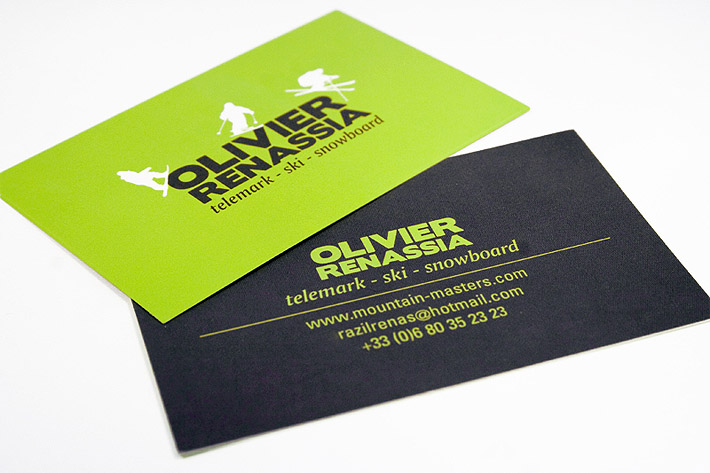 OLIVIER
RENASSIA
telemark - ski - snowboard
OLIVIER
RENASSIA
telemark - ski - snowboard
www.mountain-masters.com
razilrenas@hotmail.com
+33 (0)6 80 35 23 23